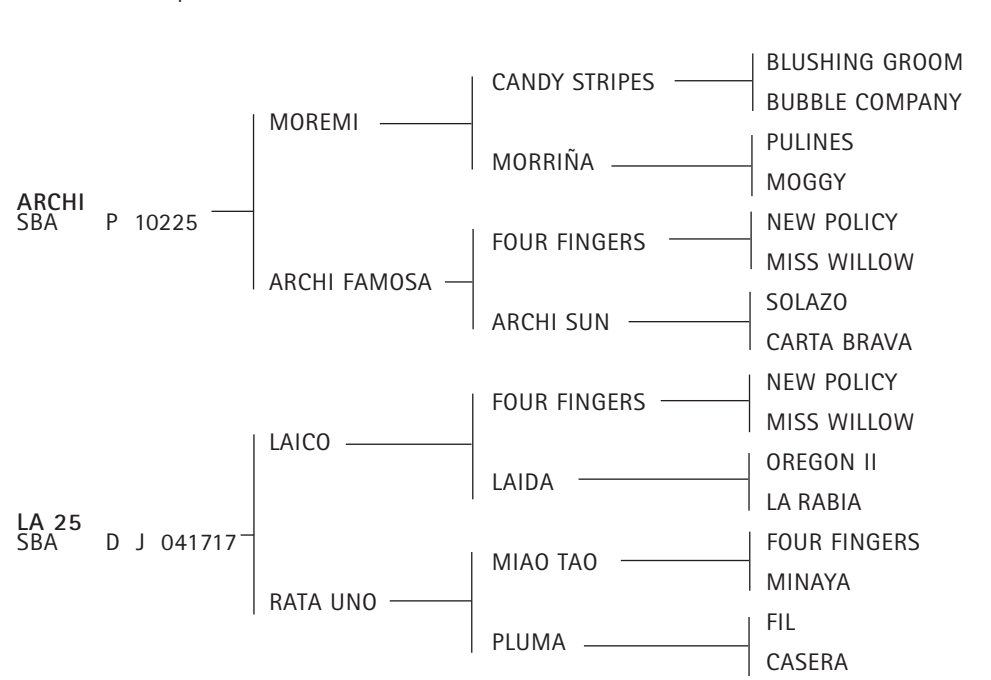 BLUSHING GROOM
CANDY STRIPES
BUBBLE COMPANY
MOREMI
PULINES
MORRIÑA
MOGGY
ARCHI
SBA P 10225
NEW POLICY
FOUR FINGERS
MISS WILLOW
ARCHI FAMOSA
SOLAZO
ARCHI SUN
CARTA BRAVA
NEW POLICY
FOUR FINGERS
MISS WILLOW
LAICO
OREGON II
LAIDA
LA RABIA
LA 25
SBA D J 041717
FOUR FINGERS
MIAO TAO
MINAYA
RATA UNO
FIL
PLUMA
CASERA